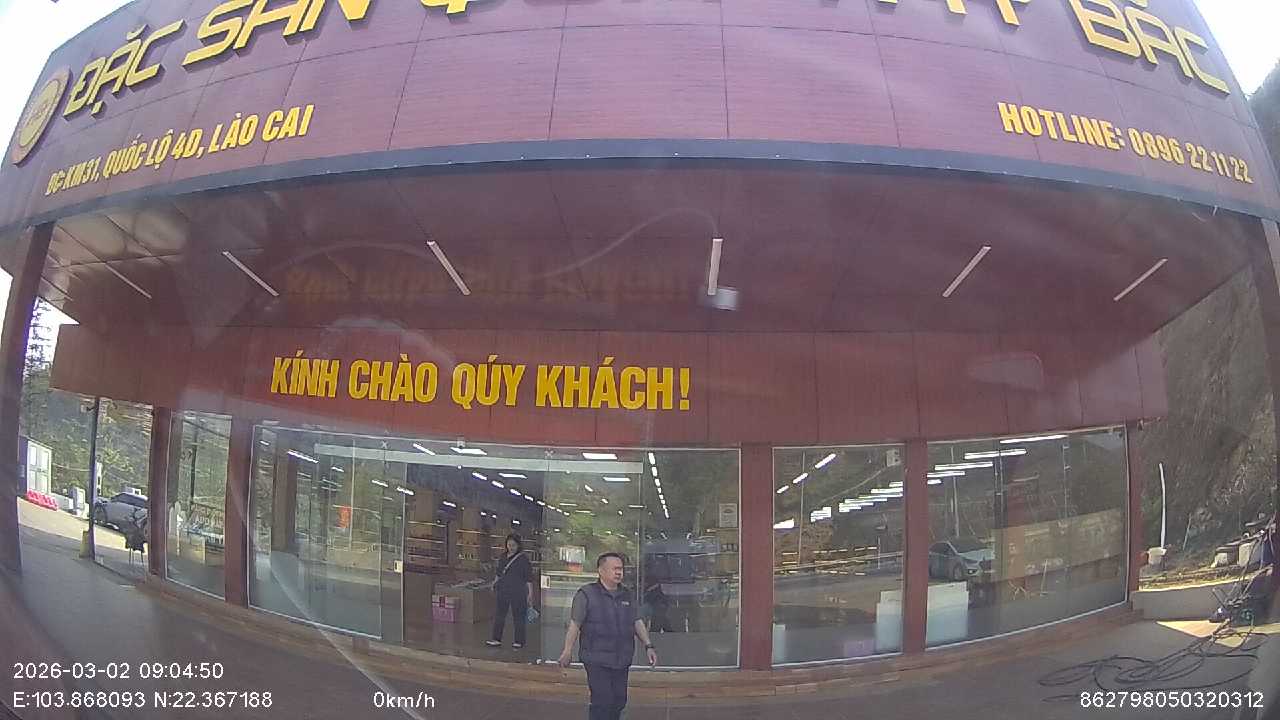 ĐẶC SẢN TÂY BẮC
ĐC: KM31, QUỐC LỘ 4D, LÀO CAI
HOTLINE: 0896 22 11 22
KÍNH CHÀO QÚY KHÁCH!
2026-03-02 09:04:50
E:103.868093 N:22.367188
0km/h
862798050320312